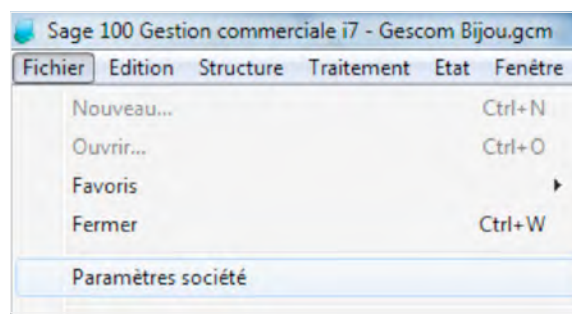 Sage 100 Gestion commerciale i7 - Gescom Bijou.gcm
Fichier Edition Structure Traitement Etat Fenêtre
Nouveau... Ctrl+N
Ouvrir... Ctrl+O
Favoris
Fermer Ctrl+W
Paramètres société